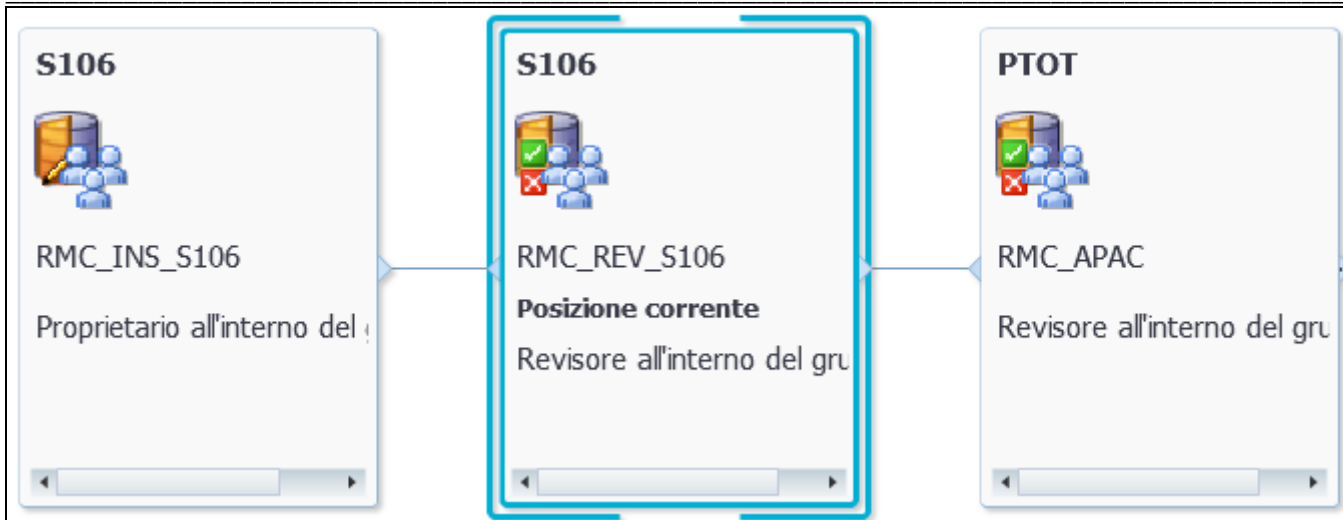 S106
RMC_INS_S106
Proprietario all'interno del
S106
RMC_REV_S106
Posizione corrente
Revisore all'interno del gru
PTOT
RMC_APAC
Revisore all'interno del gru